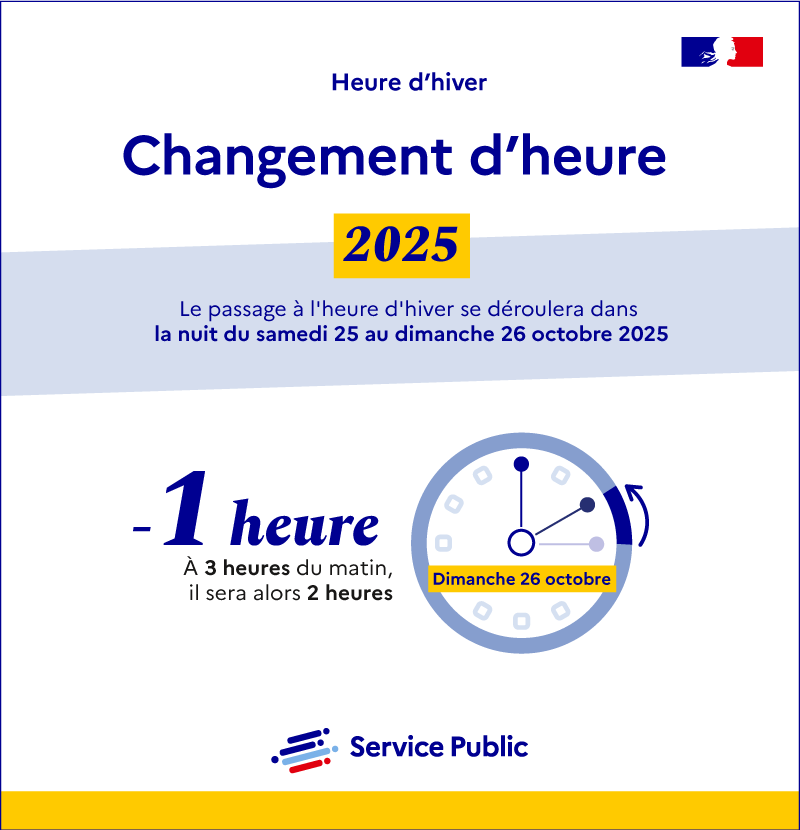 Heure d’hiver
Changement d’heure
2025
Le passage à l'heure d'hiver se déroulera dans
la nuit du samedi 25 au dimanche 26 octobre 2025
-1 heure
À 3 heures du matin,
il sera alors 2 heures
Dimanche 26 octobre
Service Public